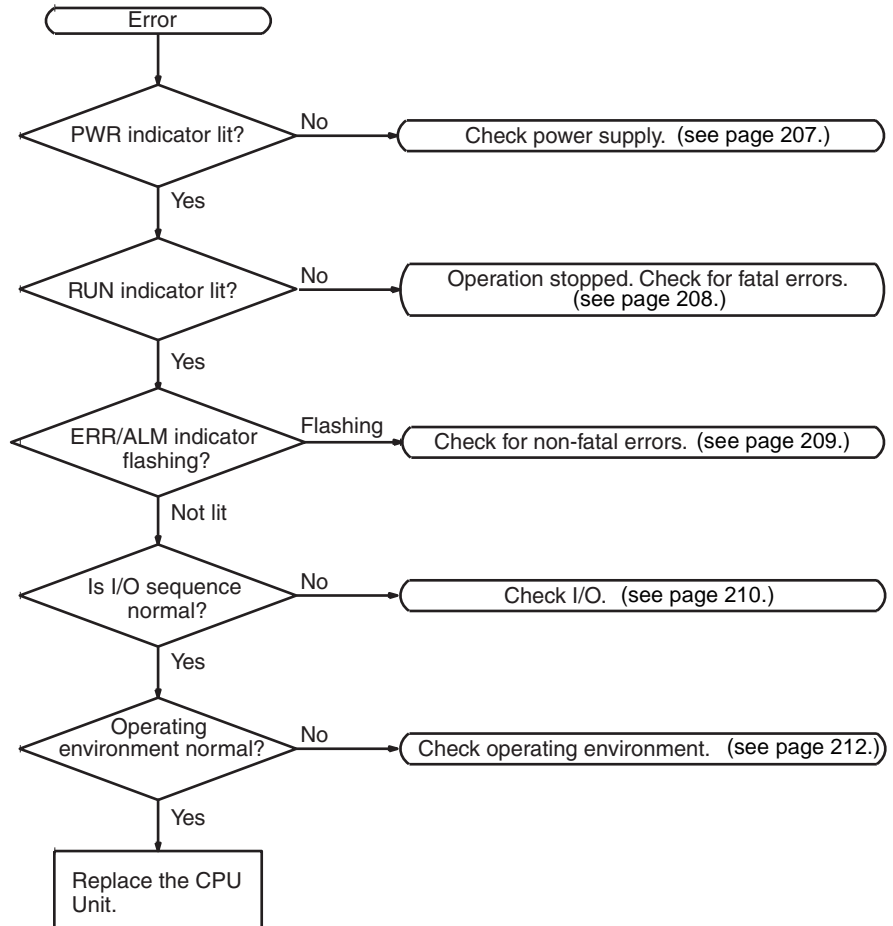 Error
PWR indicator lit?
No
Check power supply. (see page 207.)
Yes
RUN indicator lit?
No
Operation stopped. Check for fatal errors.
(see page 208.)
Yes
ERR/ALM indicator
flashing?
Flashing
Check for non-fatal errors. (see page 209.)
Not lit
Is I/O sequence
normal?
No
Check I/O. (see page 210.)
Yes
Operating
environment normal?
No
Check operating environment. (see page 212.)
Yes
Replace the CPU
Unit.